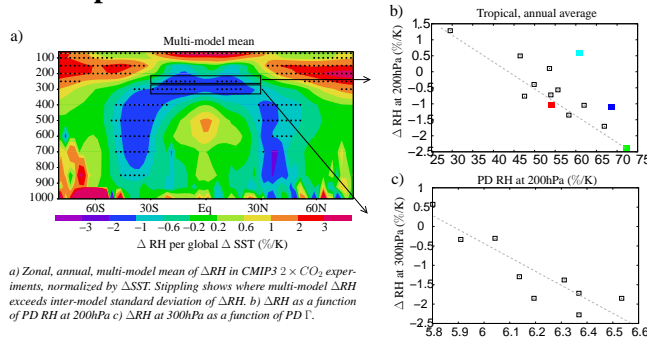 a)
Multi-model mean
100
200
300
400
500
600
700
800
900
1000
60S 30S Eq 30N 60N
−3 −2 −1 −0.6 −0.2 0.2 0.6 1 2 3
Δ RH per global Δ SST (%/K)
a) Zonal, annual, multi-model mean of ΔRH in CMIP3 2 × CO2 exper-
iments, normalized by ΔSST. Stippling shows where multi-model ΔRH
exceeds inter-model standard deviation of ΔRH. b) ΔRH as a function
of PD RH at 200hPa c) ΔRH at 300hPa as a function of PD Γ.
b)
Tropical, annual average
Δ RH at 200hPa (%/K)
1.5
1
0.5
0
−0.5
−1
−1.5
−2
−2.5
25 30 35 40 45 50 55 60 65 70 75
PD RH at 200hPa (%/K)
c)
Δ RH at 300hPa (%/K)
1
0.5
0
−0.5
−1
−1.5
−2
−2.5
5.8 5.9 6 6.1 6.2 6.3 6.4 6.5 6.6